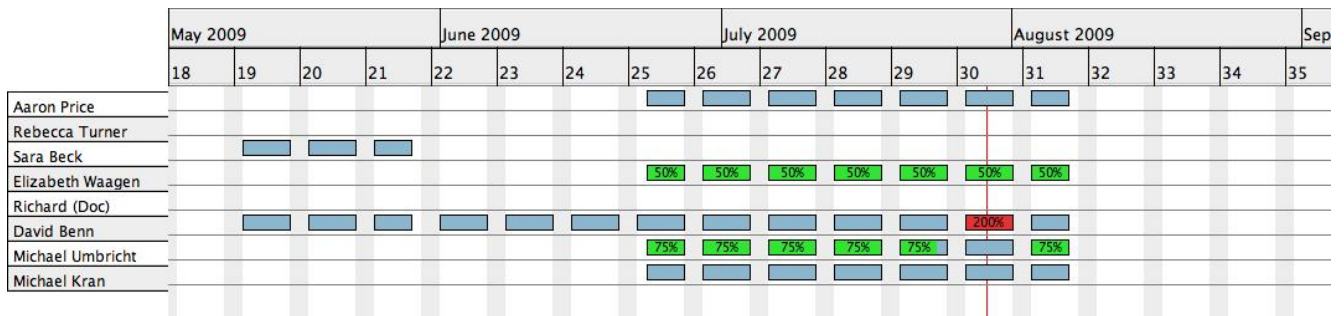 May 2009 June 2009 July 2009 August 2009 Sep
18 19 20 21 22 23 24 25 26 27 28 29 30 31 32 33 34 35
Aaron Price
Rebecca Turner
Sara Beck
Elizabeth Waagen 50% 50% 50% 50% 50% 50% 50%
Richard (Doc)
David Benn 200%
Michael Umbricht 75% 75% 75% 75% 75% 75%
Michael Kran